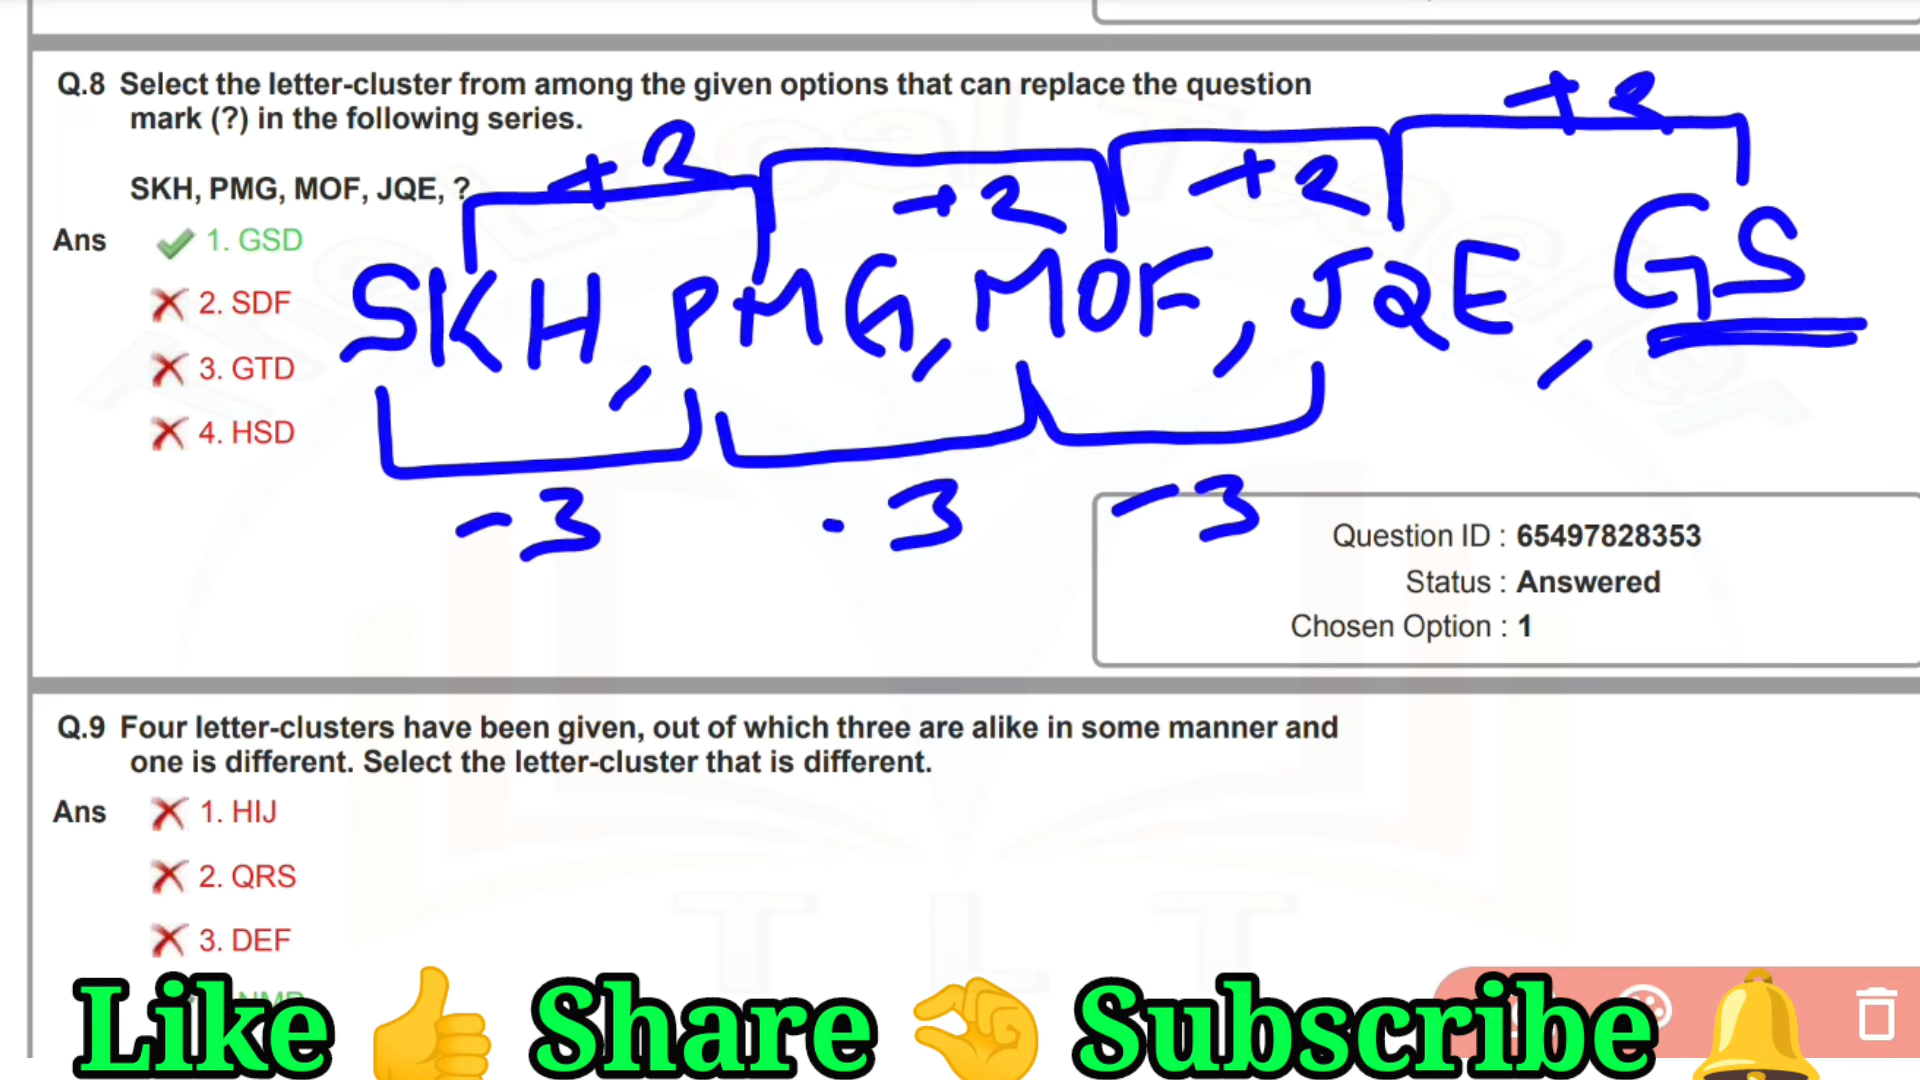 Q.8 Select the letter-cluster from among the given options that can replace the question
mark (?) in the following series.
SKH, PMG, MOF, JQE, ?
Ans 1. GSD
2. SDF
3. GTD
4. HSD
+2 +2 +2 +2
SKH, PMG, MOF, JQE, GS
-3 -3 -3
Question ID : 65497828353
Status : Answered
Chosen Option : 1
Q.9 Four letter-clusters have been given, out of which three are alike in some manner and
one is different. Select the letter-cluster that is different.
Ans 1. HIJ
2. QRS
3. DEF
TLT
Like Share Subscribe